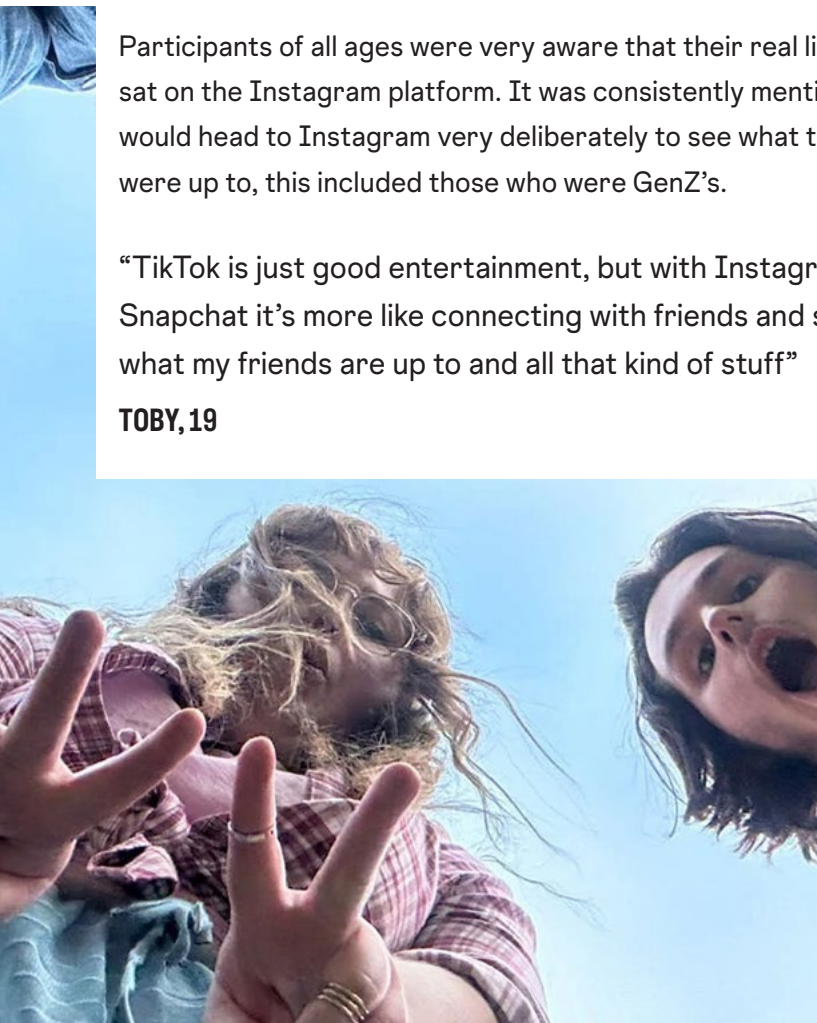 Participants of all ages were very aware that their real li
sat on the Instagram platform. It was consistently menti
would head to Instagram very deliberately to see what t
were up to, this included those who were GenZ’s.
“TikTok is just good entertainment, but with Instagr
Snapchat it’s more like connecting with friends and s
what my friends are up to and all that kind of stuff”
TOBY, 19